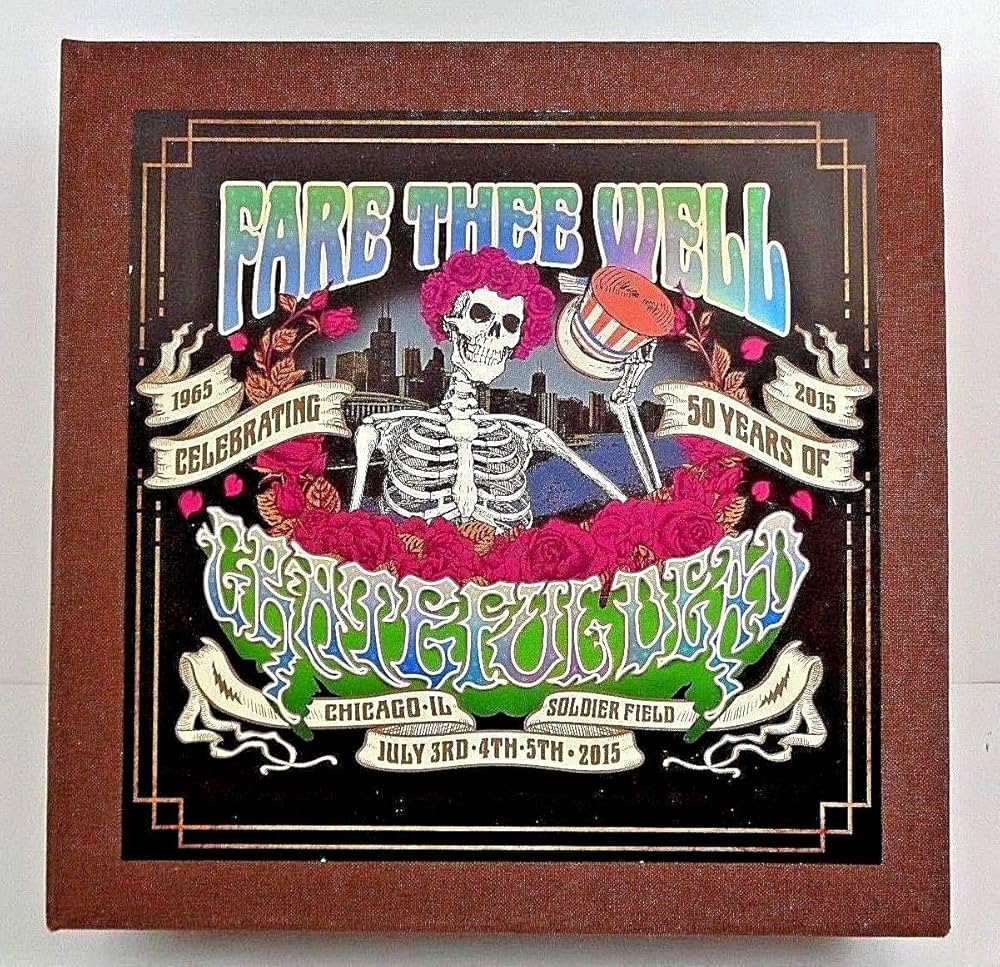 FARE THEE WELL
1965
2015
CELEBRATING
50 YEARS OF
GRATEFUL DEAD
CHICAGO•IL
SOLDIER FIELD
JULY 3RD•4TH•5TH•2015